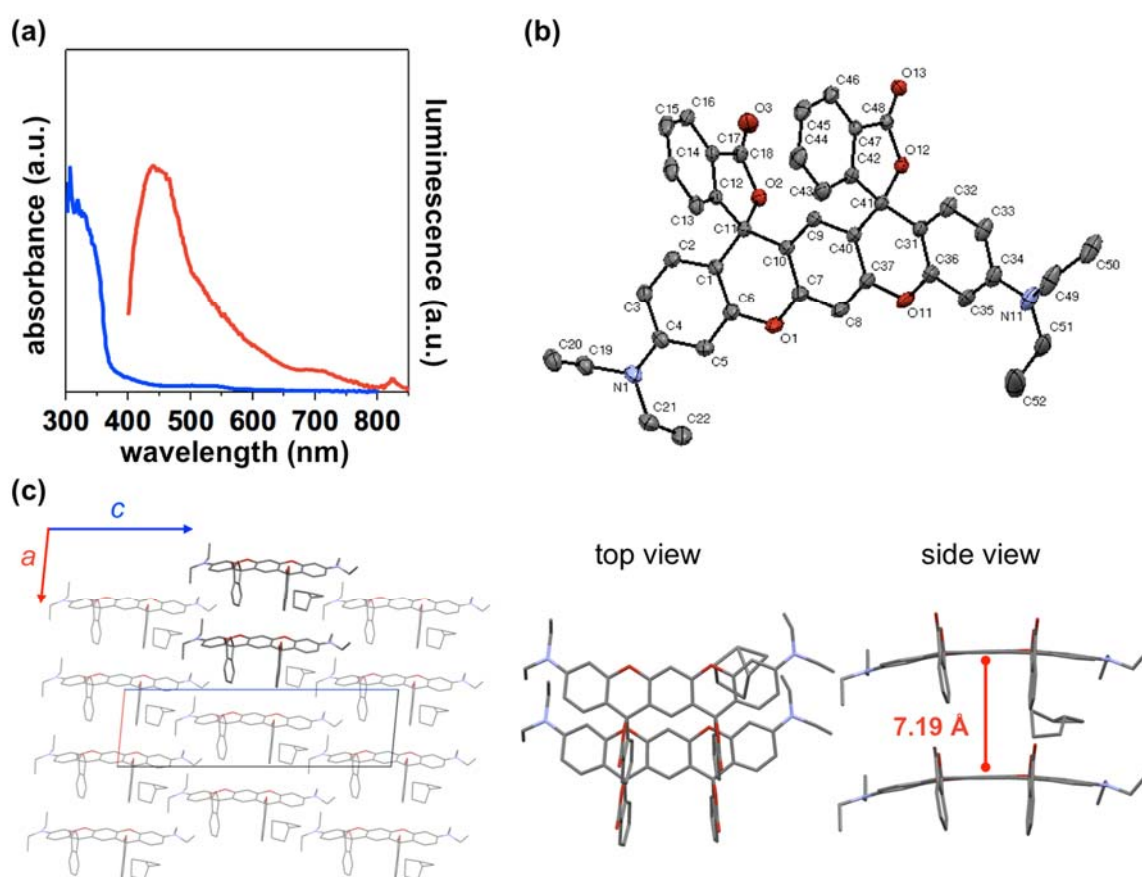 (a)
absorbance (a.u.)
luminescence (a.u.)
300 400 500 600 700 800
wavelength (nm)
(b)
C46 O13
C15 C16 O3 C45 C48
C44 C47
C14 C17 C18 C42 O12
C12 O2 C43
C13 C41 C32
C11 C9 C33
C2 C10 C40 C31
C1 C7 C37 C36 C34 C50
C3 C6 C8 O11 C35 C49
C4 O1 N11
C5 C51
C20 C19
N1 C52
C21 C22
(c)
c
a
top view
side view
7.19 Å